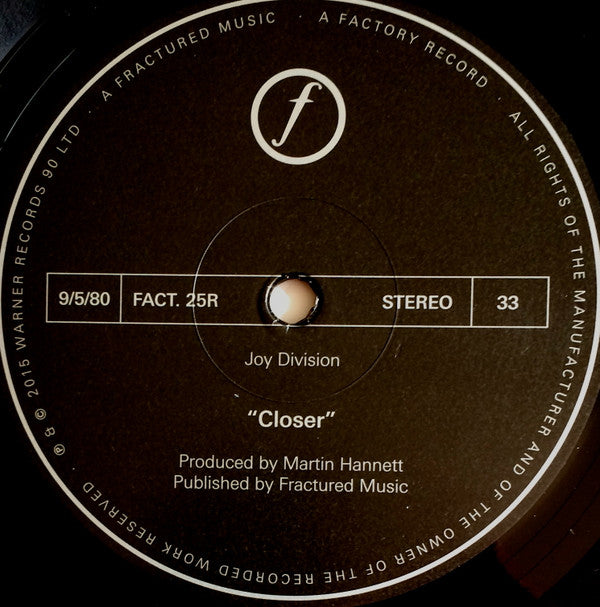 ℗ & © 2015 WARNER RECORDS 90 LTD · A FRACTURED MUSIC · A FACTORY RECORD · ALL RIGHTS OF THE MANUFACTURER AND OF THE OWNER OF THE RECORDED WORK RESERVED ·
f
9/5/80 FACT. 25R STEREO 33
Joy Division
“Closer”
Produced by Martin Hannett
Published by Fractured Music